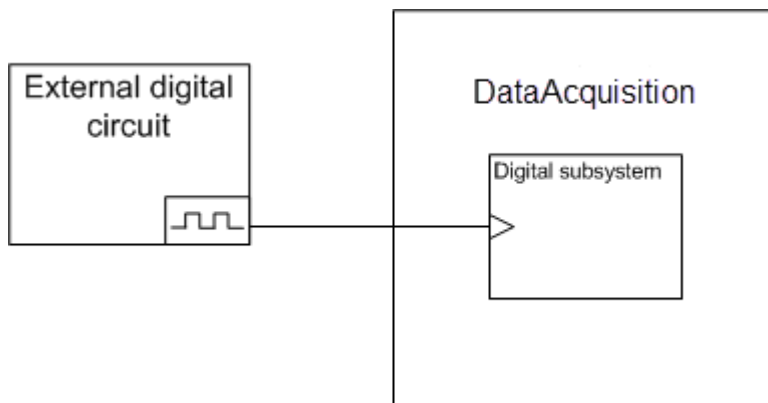 External digital
circuit
DataAcquisition
Digital subsystem